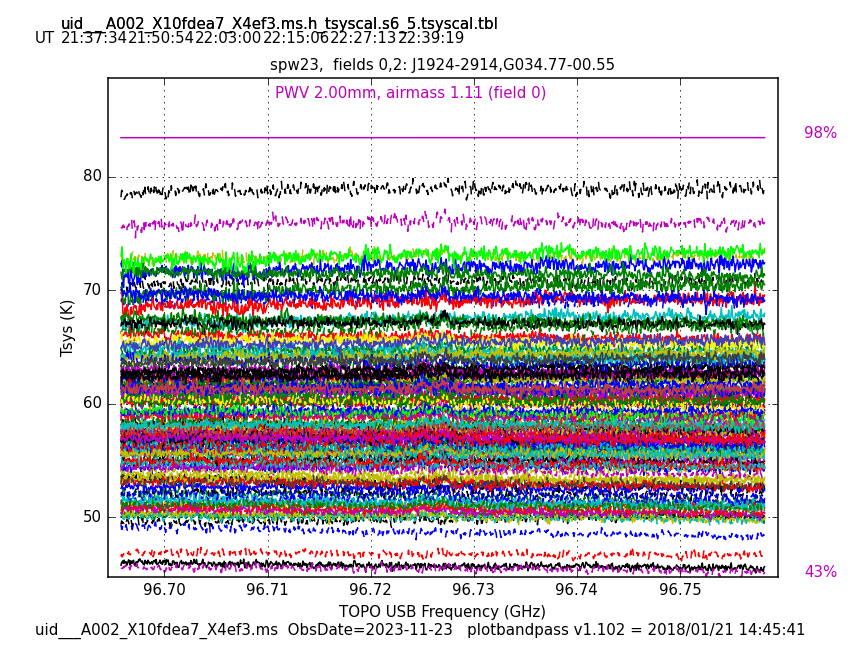 uid___A002_X10fdea7_X4ef3.ms.h_tsyscal.s6_5.tsyscal.tbl
UT 21:37:34 21:50:54 22:03:00 22:15:06 22:27:13 22:39:19
spw23, fields 0,2: J1924-2914,G034.77-00.55
PWV 2.00mm, airmass 1.11 (field 0)
98%
80
70
Tsys (K)
60
50
43%
96.70 96.71 96.72 96.73 96.74 96.75
TOPO USB Frequency (GHz)
uid___A002_X10fdea7_X4ef3.ms ObsDate=2023-11-23 plotbandpass v1.102 = 2018/01/21 14:45:41